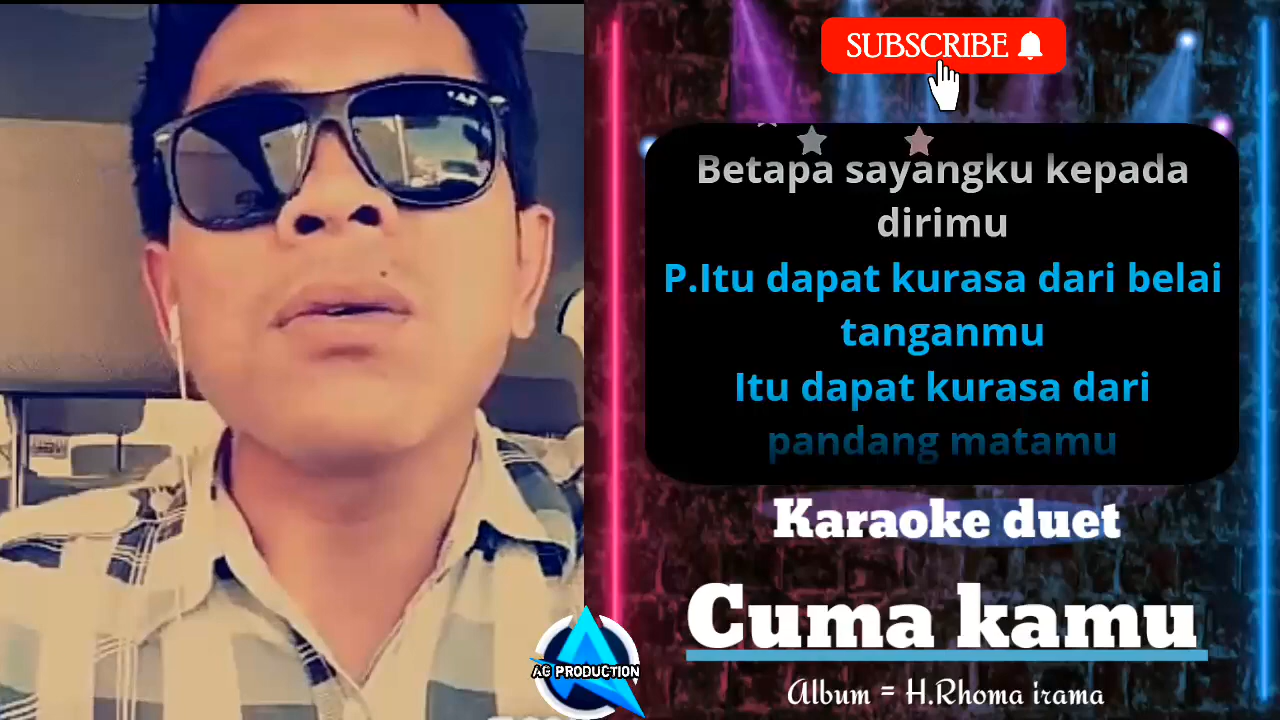 SUBSCRIBE
Betapa sayangku kepada
dirimu
P.Itu dapat kurasa dari belai
tanganmu
Itu dapat kurasa dari
pandang matamu
Karaoke duet
Cuma kamu
AG PRODUCTION
Album = H.Rhoma irama